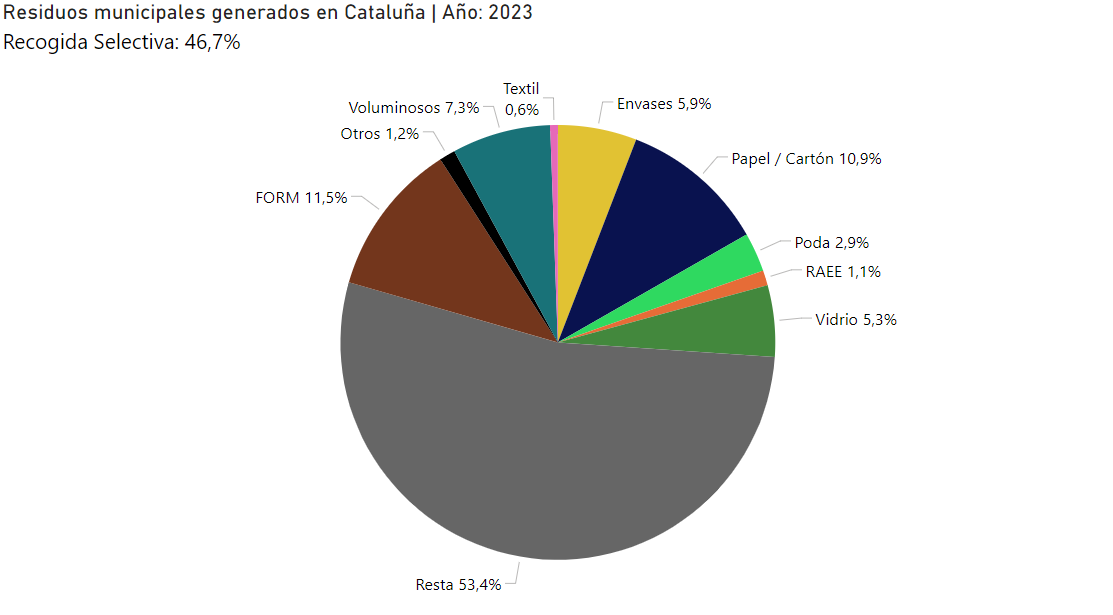 Residuos municipales generados en Cataluña | Año: 2023
Recogida Selectiva: 46,7%
Textil
0,6%
Envases 5,9%
Voluminosos 7,3%
Otros 1,2%
Papel / Cartón 10,9%
FORM 11,5%
Poda 2,9%
RAEE 1,1%
Vidrio 5,3%
Resta 53,4%